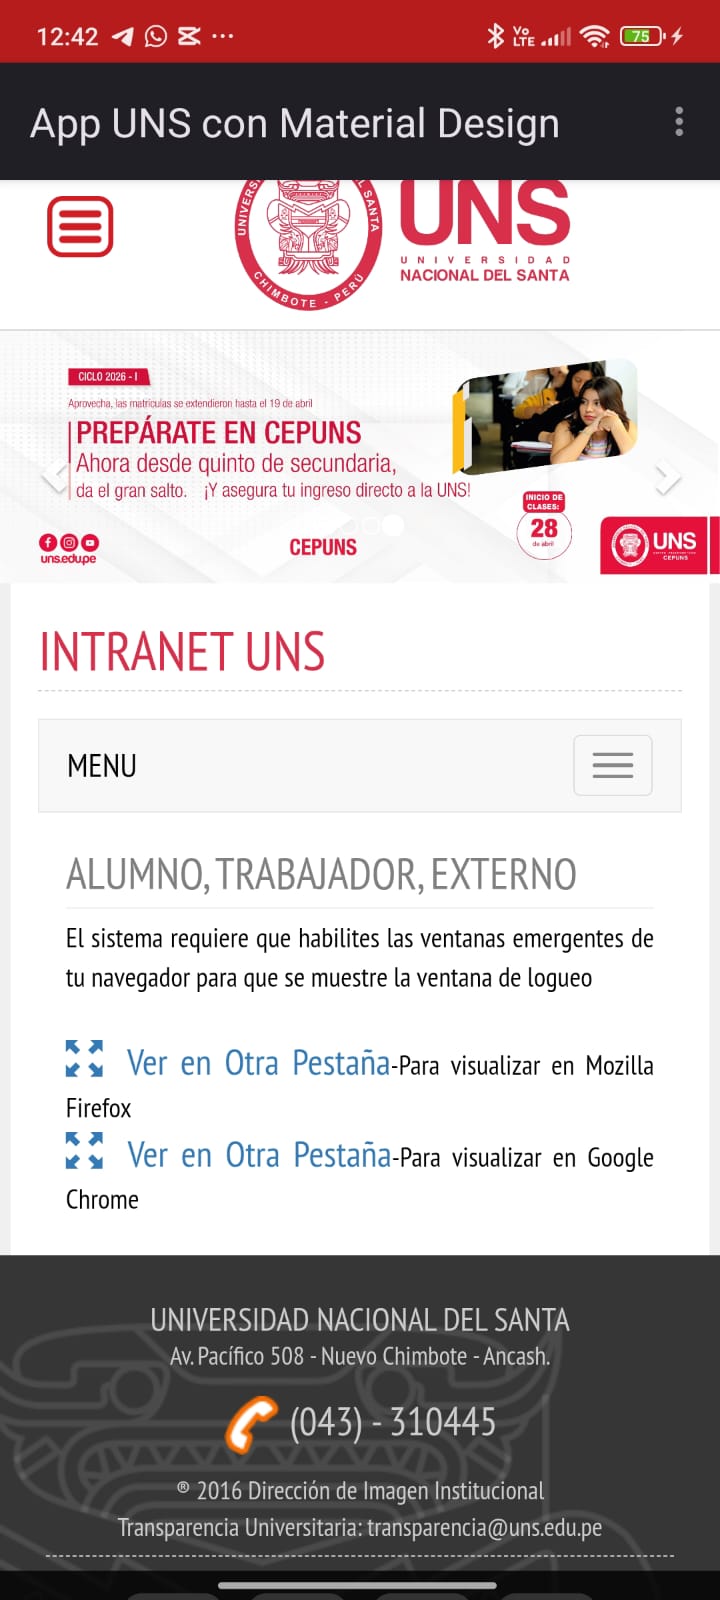 12:42
Vo LTE
75
App UNS con Material Design
UNIVERSIDAD
SANTA
CHIMBOTE - PERÚ
UNS
UNIVERSIDAD
NACIONAL DEL SANTA
CICLO 2026 - I
Aprovecha, las matrículas se extendieron hasta el 19 de abril
PREPÁRATE EN CEPUNS
Ahora desde quinto de secundaria,
da el gran salto. ¡Y asegura tu ingreso directo a la UNS!
INICIO DE
CLASES:
28
de abril
uns.edu.pe
CEPUNS
UNS
CEPUNS
INTRANET UNS
MENU
ALUMNO, TRABAJADOR, EXTERNO
El sistema requiere que habilites las ventanas emergentes de
tu navegador para que se muestre la ventana de logueo
Ver en Otra Pestaña-Para visualizar en Mozilla
Firefox
Ver en Otra Pestaña-Para visualizar en Google
Chrome
UNIVERSIDAD NACIONAL DEL SANTA
Av. Pacífico 508 - Nuevo Chimbote - Ancash.
(043) - 310445
® 2016 Dirección de Imagen Institucional
Transparencia Universitaria: transparencia@uns.edu.pe